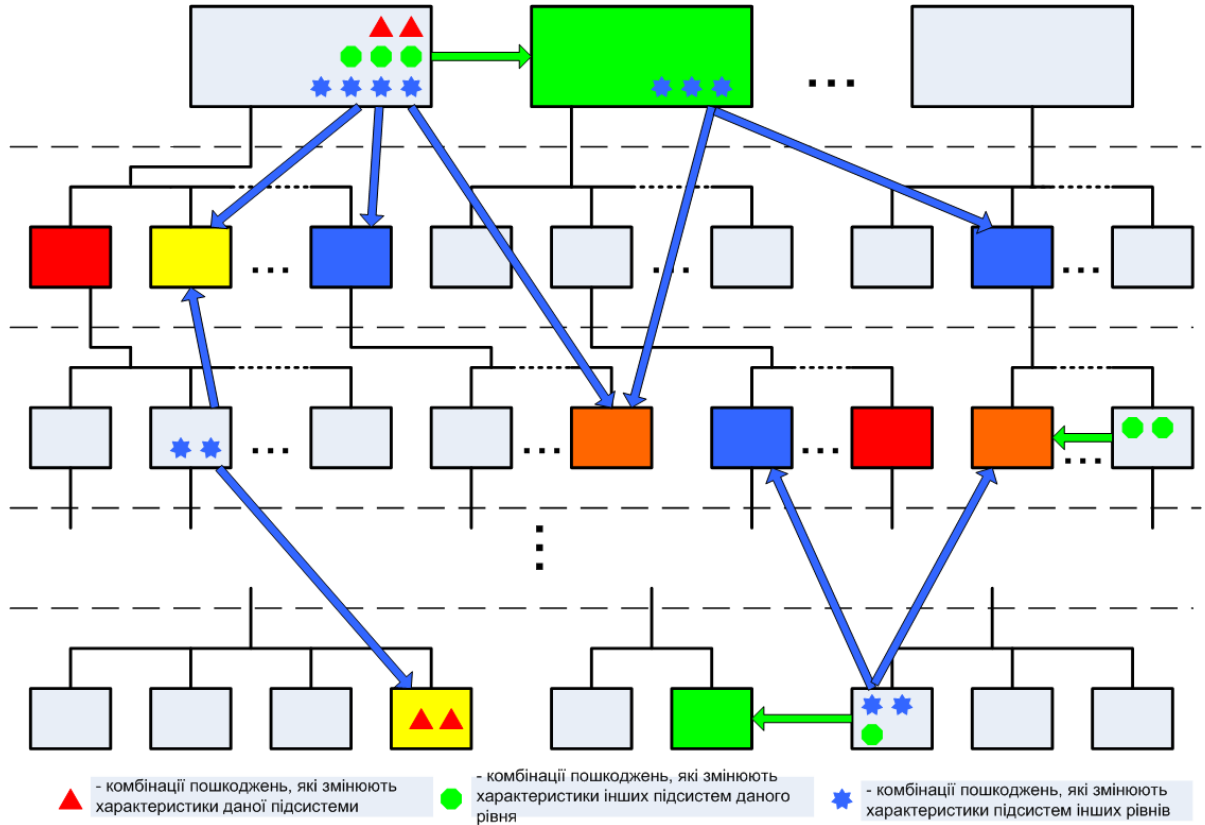 - комбінації пошкоджень, які змінюють
характеристики даної підсистеми
- комбінації пошкоджень, які змінюють
характеристики інших підсистем даного
рівня
- комбінації пошкоджень, які змінюють
характеристики підсистем інших рівнів